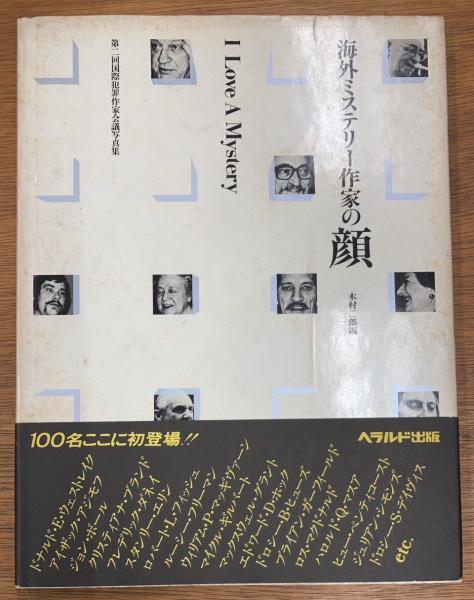 海外ミステリー作家の顔
木村二郎編
I Love A Mystery
第二回国際犯罪作家会議写真集
100名ここに初登場!!
ヘラルド出版
ドナルド・E・ウェストレイク
アイザック・アジモフ
ジョン・ボール
クリスティアナ・ブランド
フレデリック・ダネイ
スタンリー・エリン
ロバート・L・フィッシュ
ルーシー・フリーマン
ウィリアム・P・マッギヴァーン
マイクル・ギルバート
マックスウェル・グラント
エドワード・D・ホック
ドロシー・B・ヒューズ
ブライアン・ガーフィールド
ロス・マクドナルド
ハロルド・Q・マスア
ヒュー・ペンティコースト
ジュリアン・シモンズ
ドロシー・S・デイヴィス
etc.